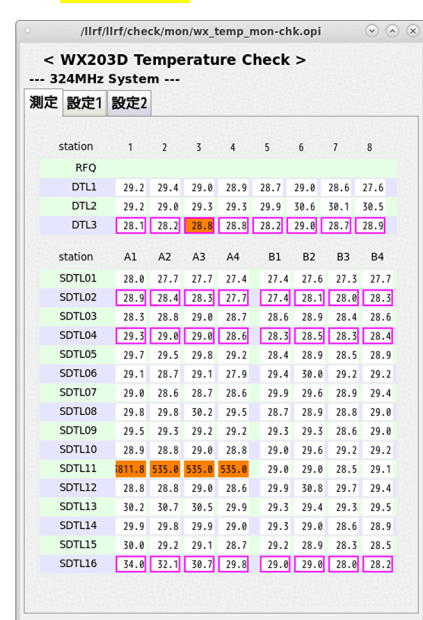 /llrf/llrf/check/mon/wx_temp_mon-chk.opi
< WX203D Temperature Check >
--- 324MHz System ---
測定 設定1 設定2
station 1 2 3 4 5 6 7 8
RFQ
DTL1 29.2 29.4 29.0 28.9 28.7 29.0 28.6 27.6
DTL2 29.2 29.0 29.3 29.3 29.9 30.6 30.1 30.5
DTL3 28.1 28.2 28.8 28.8 28.2 29.0 28.7 28.9
station A1 A2 A3 A4 B1 B2 B3 B4
SDTL01 28.0 27.7 27.7 27.4 27.4 27.6 27.3 27.7
SDTL02 28.9 28.4 28.3 27.7 27.4 28.1 28.0 28.3
SDTL03 28.3 28.8 29.0 28.7 28.6 28.9 28.4 28.6
SDTL04 29.3 29.0 29.0 28.6 28.3 28.5 28.3 28.4
SDTL05 29.7 29.5 29.8 29.2 28.4 28.9 28.5 28.9
SDTL06 29.1 28.7 29.1 27.9 29.4 30.0 29.2 29.2
SDTL07 29.0 28.6 28.7 28.6 29.9 29.6 28.9 29.4
SDTL08 29.8 29.8 30.2 29.5 28.7 28.9 28.8 29.0
SDTL09 29.5 29.3 29.2 29.2 29.3 29.3 28.6 29.0
SDTL10 28.9 28.8 29.0 28.8 29.0 29.6 29.2 29.2
SDTL11 811.8 535.0 535.0 535.0 29.0 29.0 28.5 29.1
SDTL12 28.8 28.8 29.0 28.6 29.9 30.8 29.7 29.4
SDTL13 30.2 30.7 30.5 29.9 29.3 29.4 29.3 29.5
SDTL14 29.9 29.8 29.9 29.0 29.3 29.0 28.6 28.9
SDTL15 30.0 29.2 29.1 28.7 29.2 28.9 28.3 28.5
SDTL16 34.0 32.1 30.7 29.8 29.0 29.0 28.0 28.2